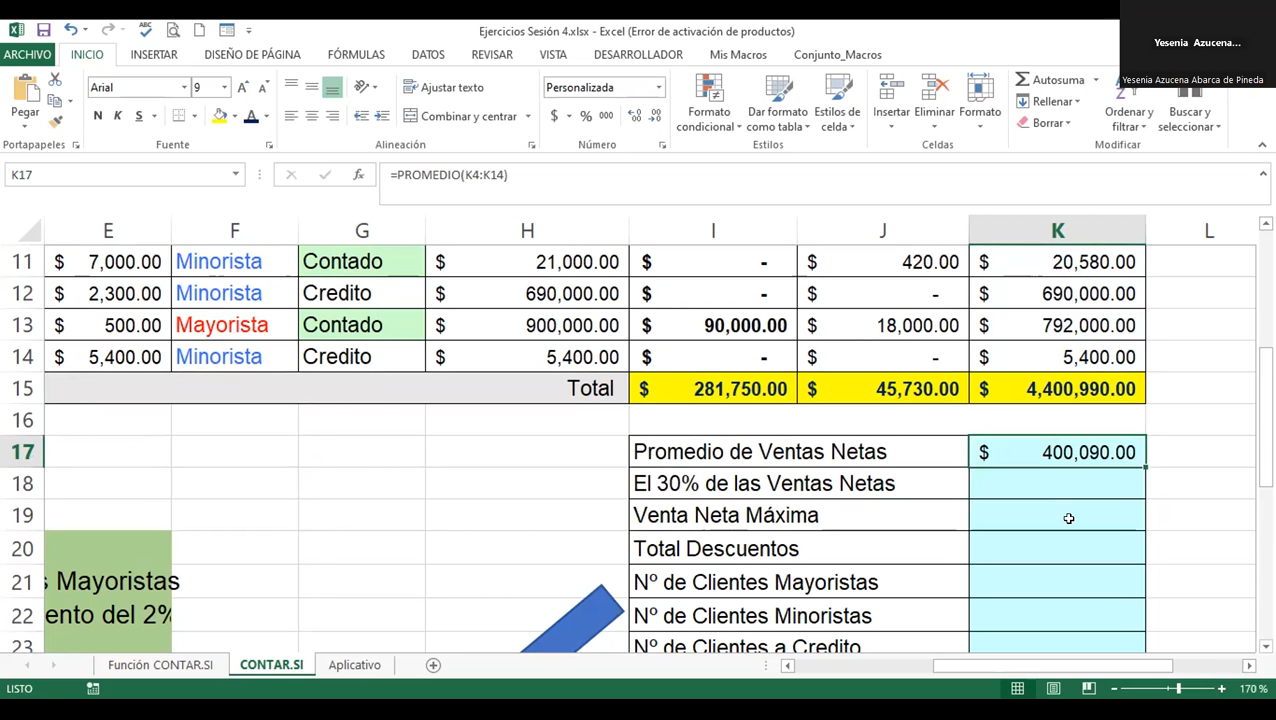 Ejercicios Sesión 4.xlsx - Excel (Error de activación de productos)
Yesenia Azucena...
Yesenia Azucena Abarca de Pineda
ARCHIVO INICIO INSERTAR DISEÑO DE PÁGINA FÓRMULAS DATOS REVISAR VISTA DESARROLLADOR Mis Macros Conjunto_Macros
Pegar
Arial 9
N K S
Ajustar texto
Combinar y centrar
Personalizada
$ % 000
Formato condicional
Dar formato como tabla
Estilos de celda
Insertar
Eliminar
Formato
Autosuma
Rellenar
Borrar
Ordenar y filtrar
Buscar y seleccionar
Portapapeles Fuente Alineación Número Estilos Celdas Modificar
K17 fx =PROMEDIO(K4:K14)
E F G H I J K L
11 $ 7,000.00 Minorista Contado $ 21,000.00 $ - $ 420.00 $ 20,580.00
12 $ 2,300.00 Minorista Credito $ 690,000.00 $ - $ - $ 690,000.00
13 $ 500.00 Mayorista Contado $ 900,000.00 $ 90,000.00 $ 18,000.00 $ 792,000.00
14 $ 5,400.00 Minorista Credito $ 5,400.00 $ - $ - $ 5,400.00
15 Total $ 281,750.00 $ 45,730.00 $ 4,400,990.00
16
17 Promedio de Ventas Netas $ 400,090.00
18 El 30% de las Ventas Netas
19 Venta Neta Máxima
20 Total Descuentos
21 s Mayoristas Nº de Clientes Mayoristas
22 ento del 2% Nº de Clientes Minoristas
23 Nº de Clientes a Credito
Función CONTAR.SI CONTAR.SI Aplicativo
LISTO 170 %